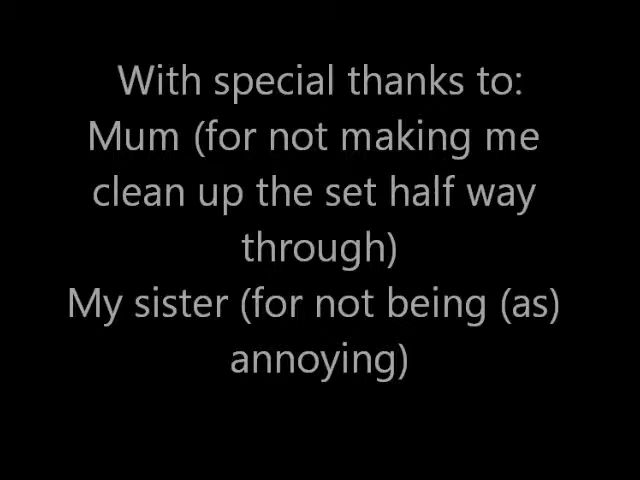 With special thanks to:
Mum (for not making me
clean up the set half way
through)
My sister (for not being (as)
annoying)